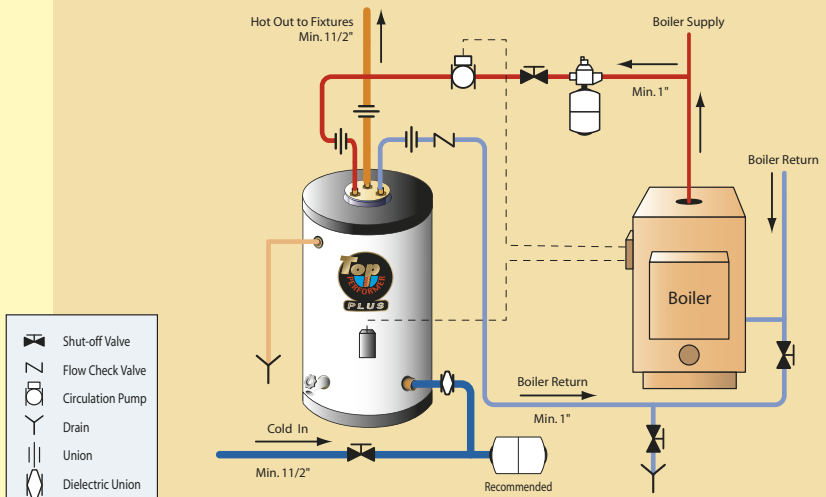 Hot Out to Fixtures
Min. 11/2"
Boiler Supply
Min. 1"
Boiler Return
Top
PERFORMER
PLUS
Boiler
Shut-off Valve
Flow Check Valve
Circulation Pump
Drain
Union
Dielectric Union
Boiler Return
Min. 1"
Cold In
Min. 11/2"
Recommended